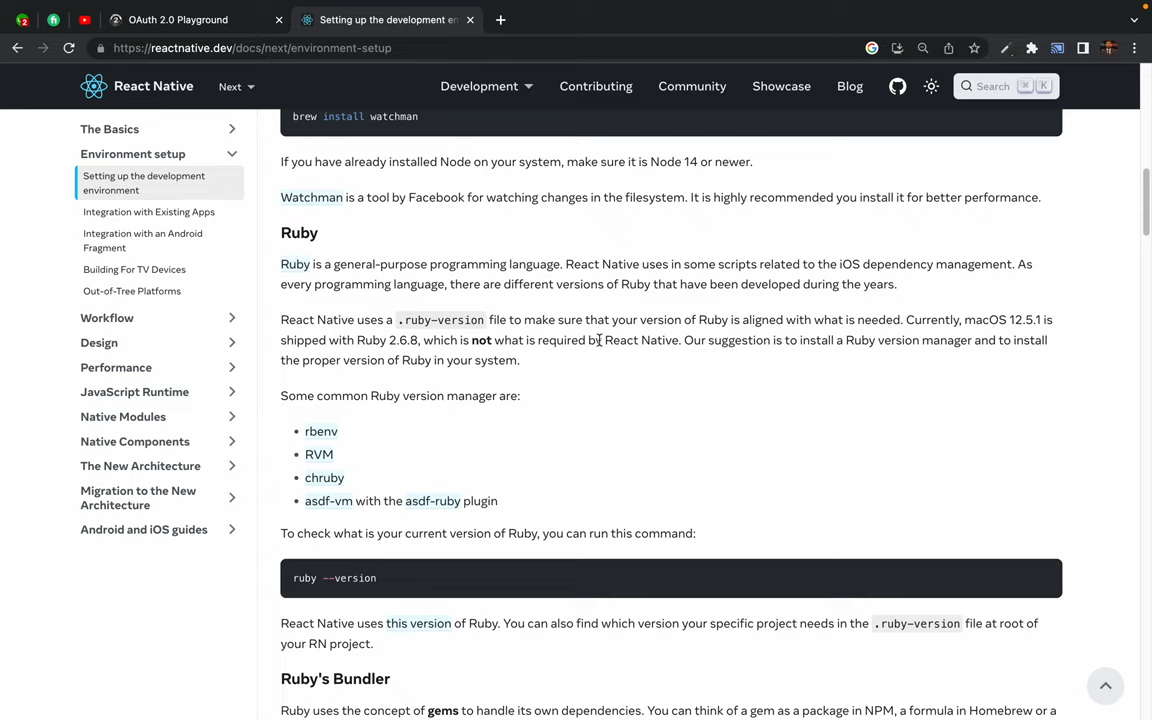 OAuth 2.0 Playground
Setting up the development en
https://reactnative.dev/docs/next/environment-setup
React Native
Next
Development
Contributing
Community
Showcase
Blog
Search
K
The Basics
Environment setup
Setting up the development
environment
Integration with Existing Apps
Integration with an Android
Fragment
Building For TV Devices
Out-of-Tree Platforms
Workflow
Design
Performance
JavaScript Runtime
Native Modules
Native Components
The New Architecture
Migration to the New
Architecture
Android and iOS guides
brew install watchman
If you have already installed Node on your system, make sure it is Node 14 or newer.
Watchman is a tool by Facebook for watching changes in the filesystem. It is highly recommended you install it for better performance.
Ruby
Ruby is a general-purpose programming language. React Native uses in some scripts related to the iOS dependency management. As
every programming language, there are different versions of Ruby that have been developed during the years.
React Native uses a .ruby-version file to make sure that your version of Ruby is aligned with what is needed. Currently, macOS 12.5.1 is
shipped with Ruby 2.6.8, which is not what is required by React Native. Our suggestion is to install a Ruby version manager and to install
the proper version of Ruby in your system.
Some common Ruby version manager are:
rbenv
RVM
chruby
asdf-vm with the asdf-ruby plugin
To check what is your current version of Ruby, you can run this command:
ruby --version
React Native uses this version of Ruby. You can also find which version your specific project needs in the .ruby-version file at root of
your RN project.
Ruby's Bundler
Ruby uses the concept of gems to handle its own dependencies. You can think of a gem as a package in NPM, a formula in Homebrew or a